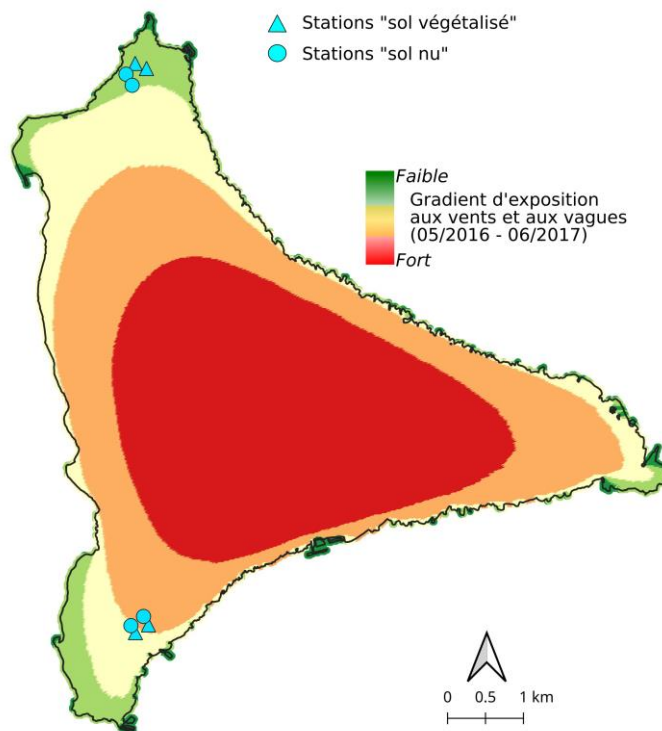 Stations "sol végétalisé"
Stations "sol nu"
Faible
Gradient d'exposition
aux vents et aux vagues
(05/2016 - 06/2017)
Fort
0 0.5 1 km